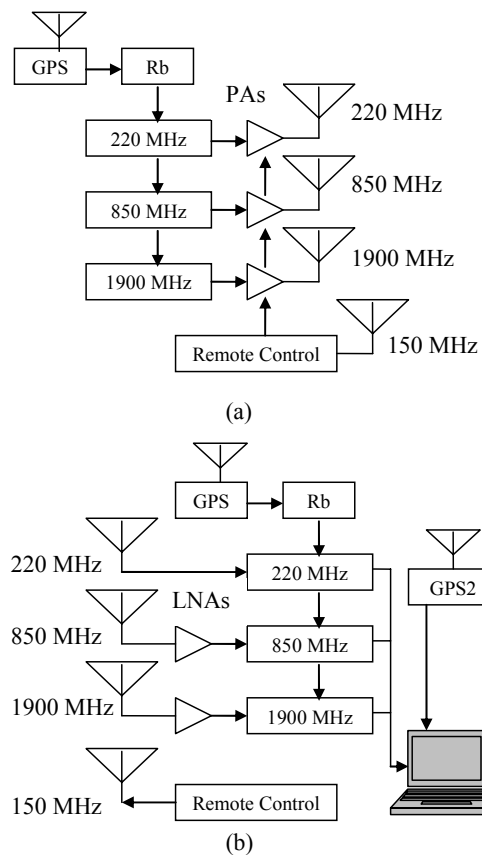 GPS
Rb
PAs
220 MHz
220 MHz
850 MHz
850 MHz
1900 MHz
1900 MHz
Remote Control
150 MHz
(a)
GPS
Rb
220 MHz
220 MHz
GPS2
LNAs
850 MHz
850 MHz
1900 MHz
1900 MHz
150 MHz
Remote Control
(b)